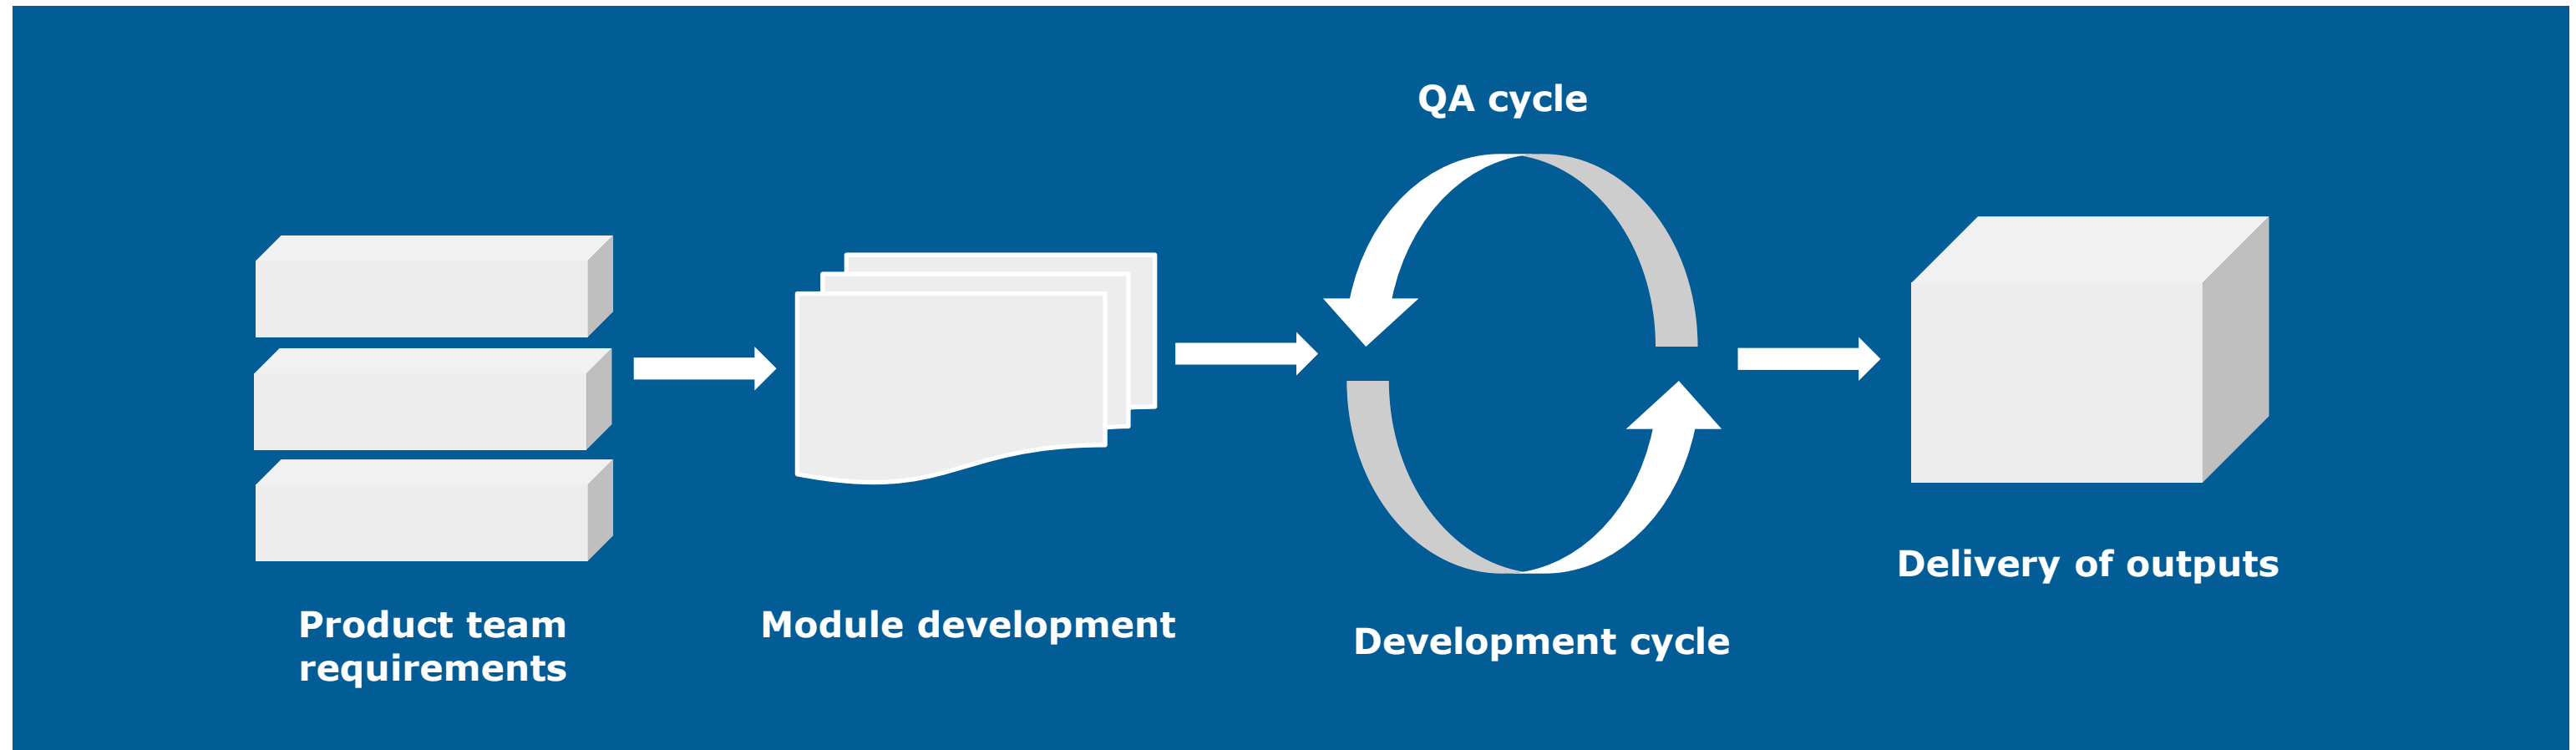 QA cycle
Product team
requirements
Module development
Development cycle
Delivery of outputs